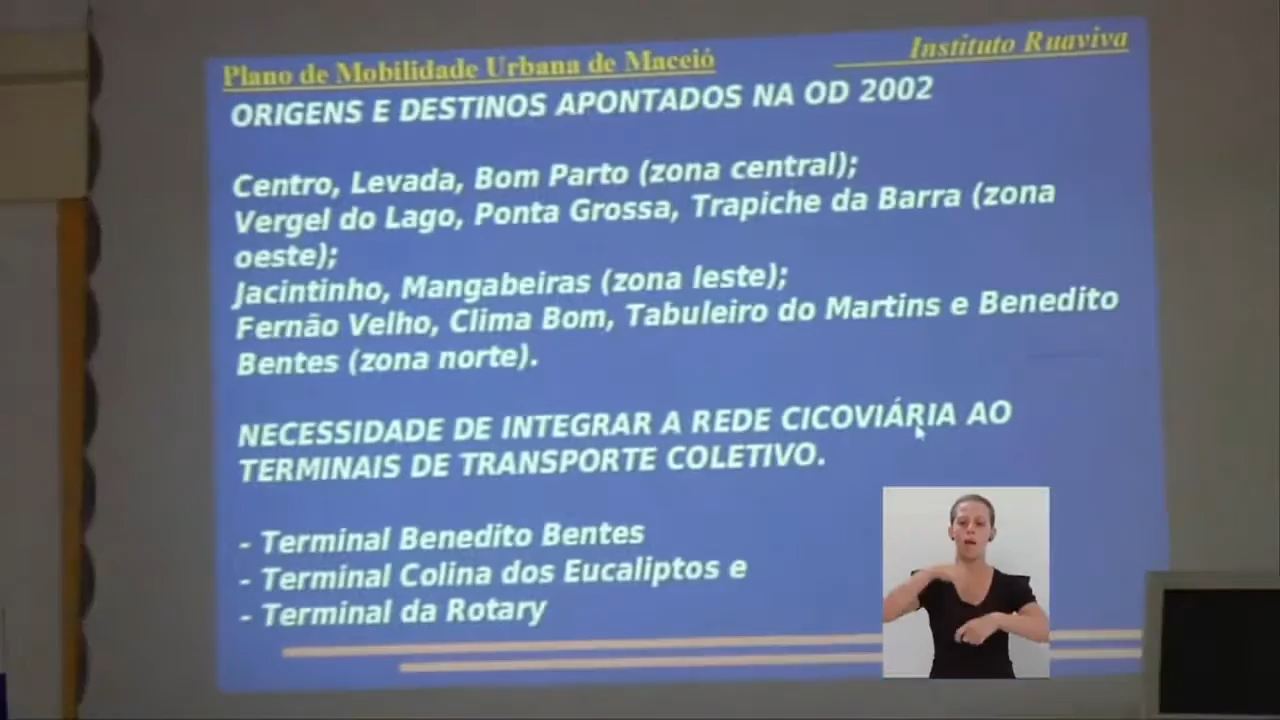 Plano de Mobilidade Urbana de Maceió
Instituto Ruaviva
ORIGENS E DESTINOS APONTADOS NA OD 2002
Centro, Levada, Bom Parto (zona central);
Vergel do Lago, Ponta Grossa, Trapiche da Barra (zona
oeste);
Jacintinho, Mangabeiras (zona leste);
Fernão Velho, Clima Bom, Tabuleiro do Martins e Benedito
Bentes (zona norte).
NECESSIDADE DE INTEGRAR A REDE CICOVIÁRIA AO
TERMINAIS DE TRANSPORTE COLETIVO.
- Terminal Benedito Bentes
- Terminal Colina dos Eucaliptos e
- Terminal da Rotary